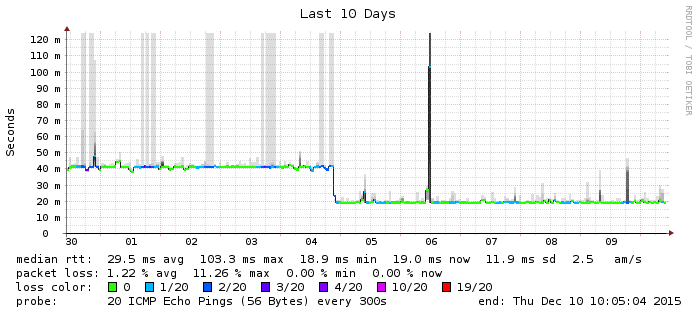 Last 10 Days
RRDTOOL / TOBI OETIKER
Seconds
120 m
110 m
100 m
90 m
80 m
70 m
60 m
50 m
40 m
30 m
20 m
10 m
0
30 01 02 03 04 05 06 07 08 09
median rtt: 29.5 ms avg 103.3 ms max 18.9 ms min 19.0 ms now 11.9 ms sd 2.5 am/s
packet loss: 1.22 % avg 11.26 % max 0.00 % min 0.00 % now
loss color: 0 1/20 2/20 3/20 4/20 10/20 19/20
probe: 20 ICMP Echo Pings (56 Bytes) every 300s end: Thu Dec 10 10:05:04 2015